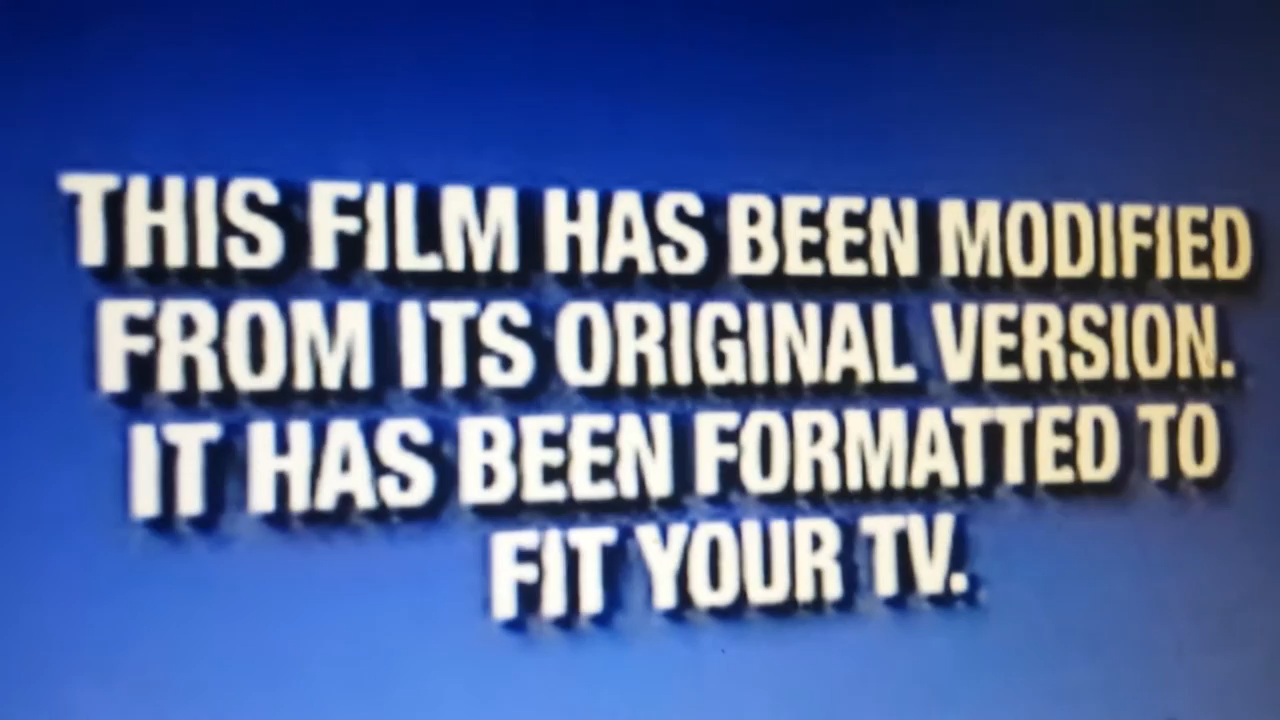 THIS FILM HAS BEEN MODIFIED
FROM ITS ORIGINAL VERSION.
IT HAS BEEN FORMATTED TO
FIT YOUR TV.